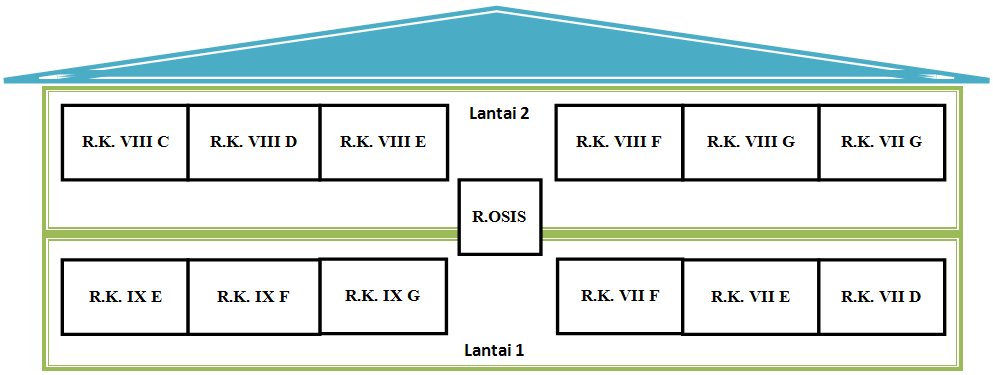 Lantai 2
R.K. VIII C R.K. VIII D R.K. VIII E R.K. VIII F R.K. VIII G R.K. VII G
R.OSIS
R.K. IX E R.K. IX F R.K. IX G R.K. VII F R.K. VII E R.K. VII D
Lantai 1